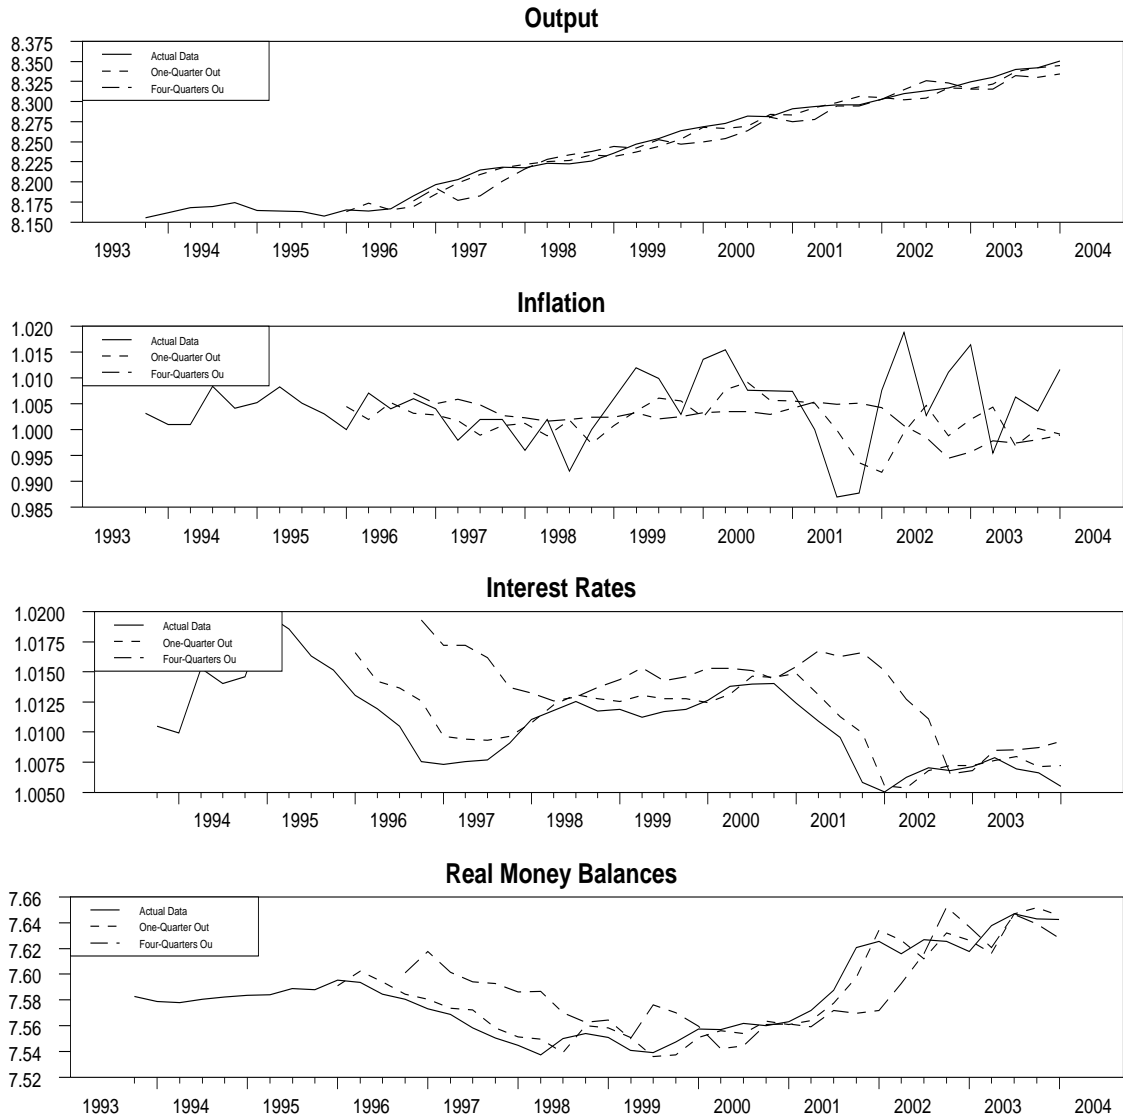 Output
8.375
8.350
8.325
8.300
8.275
8.250
8.225
8.200
8.175
8.150
Actual Data
One-Quarter Out
Four-Quarters Ou
1993 1994 1995 1996 1997 1998 1999 2000 2001 2002 2003 2004
Inflation
1.020
1.015
1.010
1.005
1.000
0.995
0.990
0.985
Actual Data
One-Quarter Out
Four-Quarters Ou
1993 1994 1995 1996 1997 1998 1999 2000 2001 2002 2003 2004
Interest Rates
1.0200
1.0175
1.0150
1.0125
1.0100
1.0075
1.0050
Actual Data
One-Quarter Out
Four-Quarters Ou
1994 1995 1996 1997 1998 1999 2000 2001 2002 2003
Real Money Balances
7.66
7.64
7.62
7.60
7.58
7.56
7.54
7.52
Actual Data
One-Quarter Out
Four-Quarters Ou
1993 1994 1995 1996 1997 1998 1999 2000 2001 2002 2003 2004